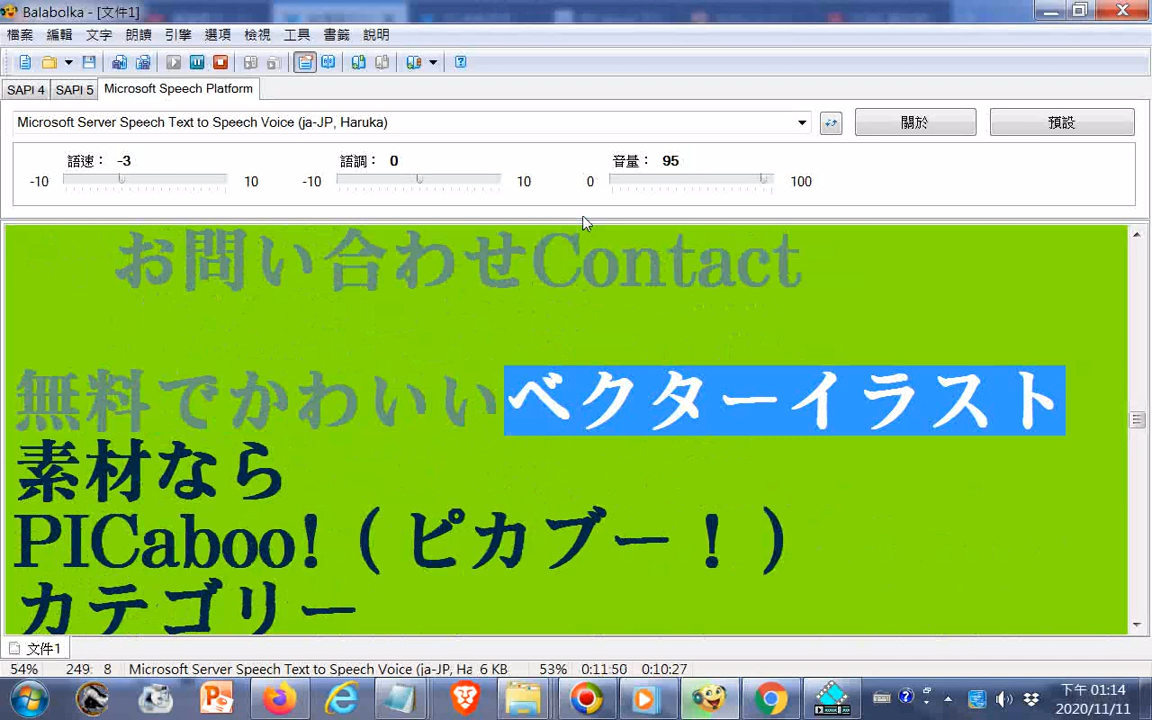 Balabolka - [文件1]
檔案 編輯 文字 朗讀 引擎 選項 檢視 工具 書籤 說明
SAPI 4 SAPI 5 Microsoft Speech Platform
Microsoft Server Speech Text to Speech Voice (ja-JP, Haruka) 關於 預設
語速： -3 語調： 0 音量： 95
-10 10 -10 10 0 100
お問い合わせContact
無料でかわいいベクターイラスト
素材なら
PICaboo!（ピカブー！）
カテゴリー
文件1
54% 249: 8 Microsoft Server Speech Text to Speech Voice (ja-JP, Ha 6 KB 53% 0:11:50 0:10:27
下午 01:14
2020/11/11